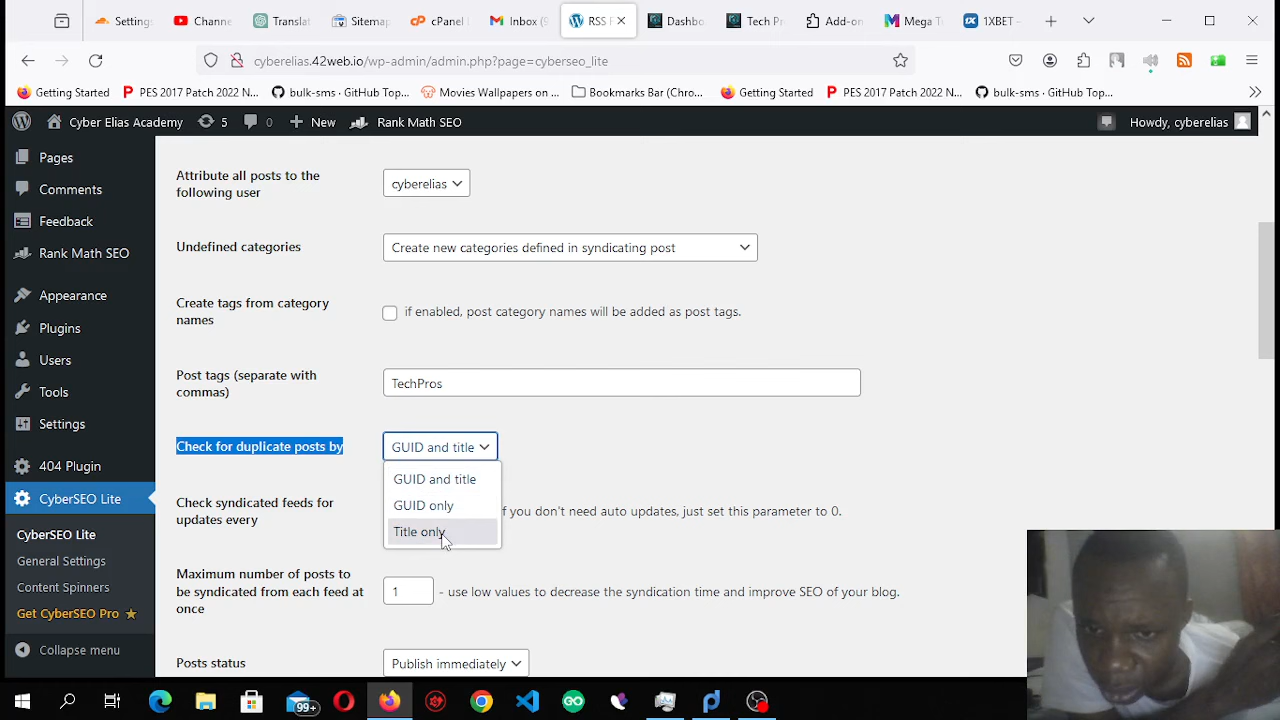 Settings
Channe
Translat
Sitemap
cPanel
Inbox (9
RSS F
Dashbo
Tech Pr
Add-on
Mega T
1XBET –
cyberelias.42web.io/wp-admin/admin.php?page=cyberseo_lite
Getting Started
PES 2017 Patch 2022 N...
bulk-sms · GitHub Top...
Movies Wallpapers on ...
Bookmarks Bar (Chro...
Getting Started
PES 2017 Patch 2022 N...
bulk-sms · GitHub Top...
Cyber Elias Academy
5
0
New
Rank Math SEO
Howdy, cyberelias
Pages
Comments
Feedback
Rank Math SEO
Appearance
Plugins
Users
Tools
Settings
404 Plugin
CyberSEO Lite
CyberSEO Lite
General Settings
Content Spinners
Get CyberSEO Pro ★
Collapse menu
Attribute all posts to the
following user
cyberelias
Undefined categories
Create new categories defined in syndicating post
Create tags from category
names
if enabled, post category names will be added as post tags.
Post tags (separate with
commas)
TechPros
Check for duplicate posts by
GUID and title
GUID and title
GUID only
Title only
Check syndicated feeds for
updates every
f you don't need auto updates, just set this parameter to 0.
Maximum number of posts to
be syndicated from each feed at
once
1
- use low values to decrease the syndication time and improve SEO of your blog.
Posts status
Publish immediately
99+